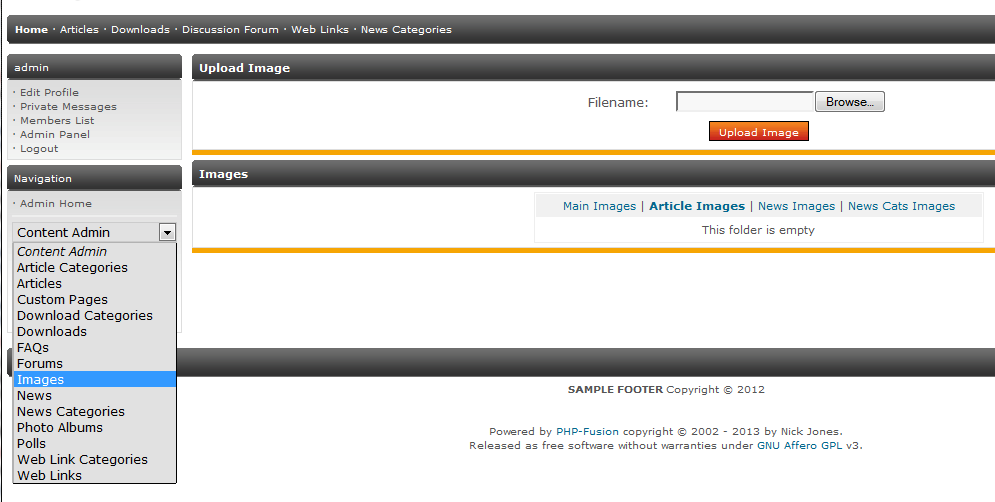 Home · Articles · Downloads · Discussion Forum · Web Links · News Categories
admin
· Edit Profile
· Private Messages
· Members List
· Admin Panel
· Logout
Navigation
· Admin Home
Content Admin
Content Admin
Article Categories
Articles
Custom Pages
Download Categories
Downloads
FAQs
Forums
Images
News
News Categories
Photo Albums
Polls
Web Link Categories
Web Links
Upload Image
Filename: Browse...
Upload Image
Images
Main Images | Article Images | News Images | News Cats Images
This folder is empty
SAMPLE FOOTER Copyright © 2012
Powered by PHP-Fusion copyright © 2002 - 2013 by Nick Jones.
Released as free software without warranties under GNU Affero GPL v3.